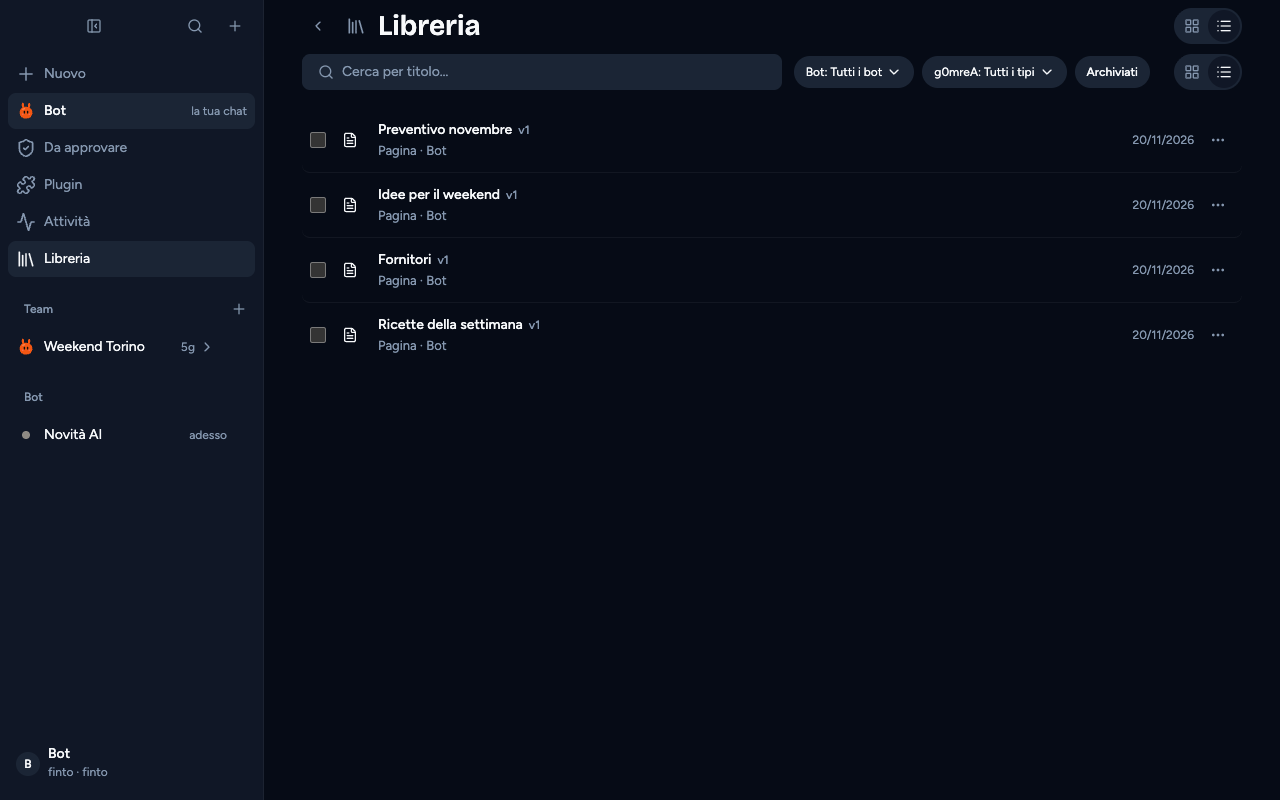 Libreria
Nuovo
Bot la tua chat
Da approvare
Plugin
Attività
Libreria
Team
Weekend Torino 5g
Bot
Novità AI adesso
B
Bot
finto · finto
Cerca per titolo...
Bot: Tutti i bot
g0mreA: Tutti i tipi
Archiviati
Preventivo novembre v1
Pagina · Bot
20/11/2026
Idee per il weekend v1
Pagina · Bot
20/11/2026
Fornitori v1
Pagina · Bot
20/11/2026
Ricette della settimana v1
Pagina · Bot
20/11/2026